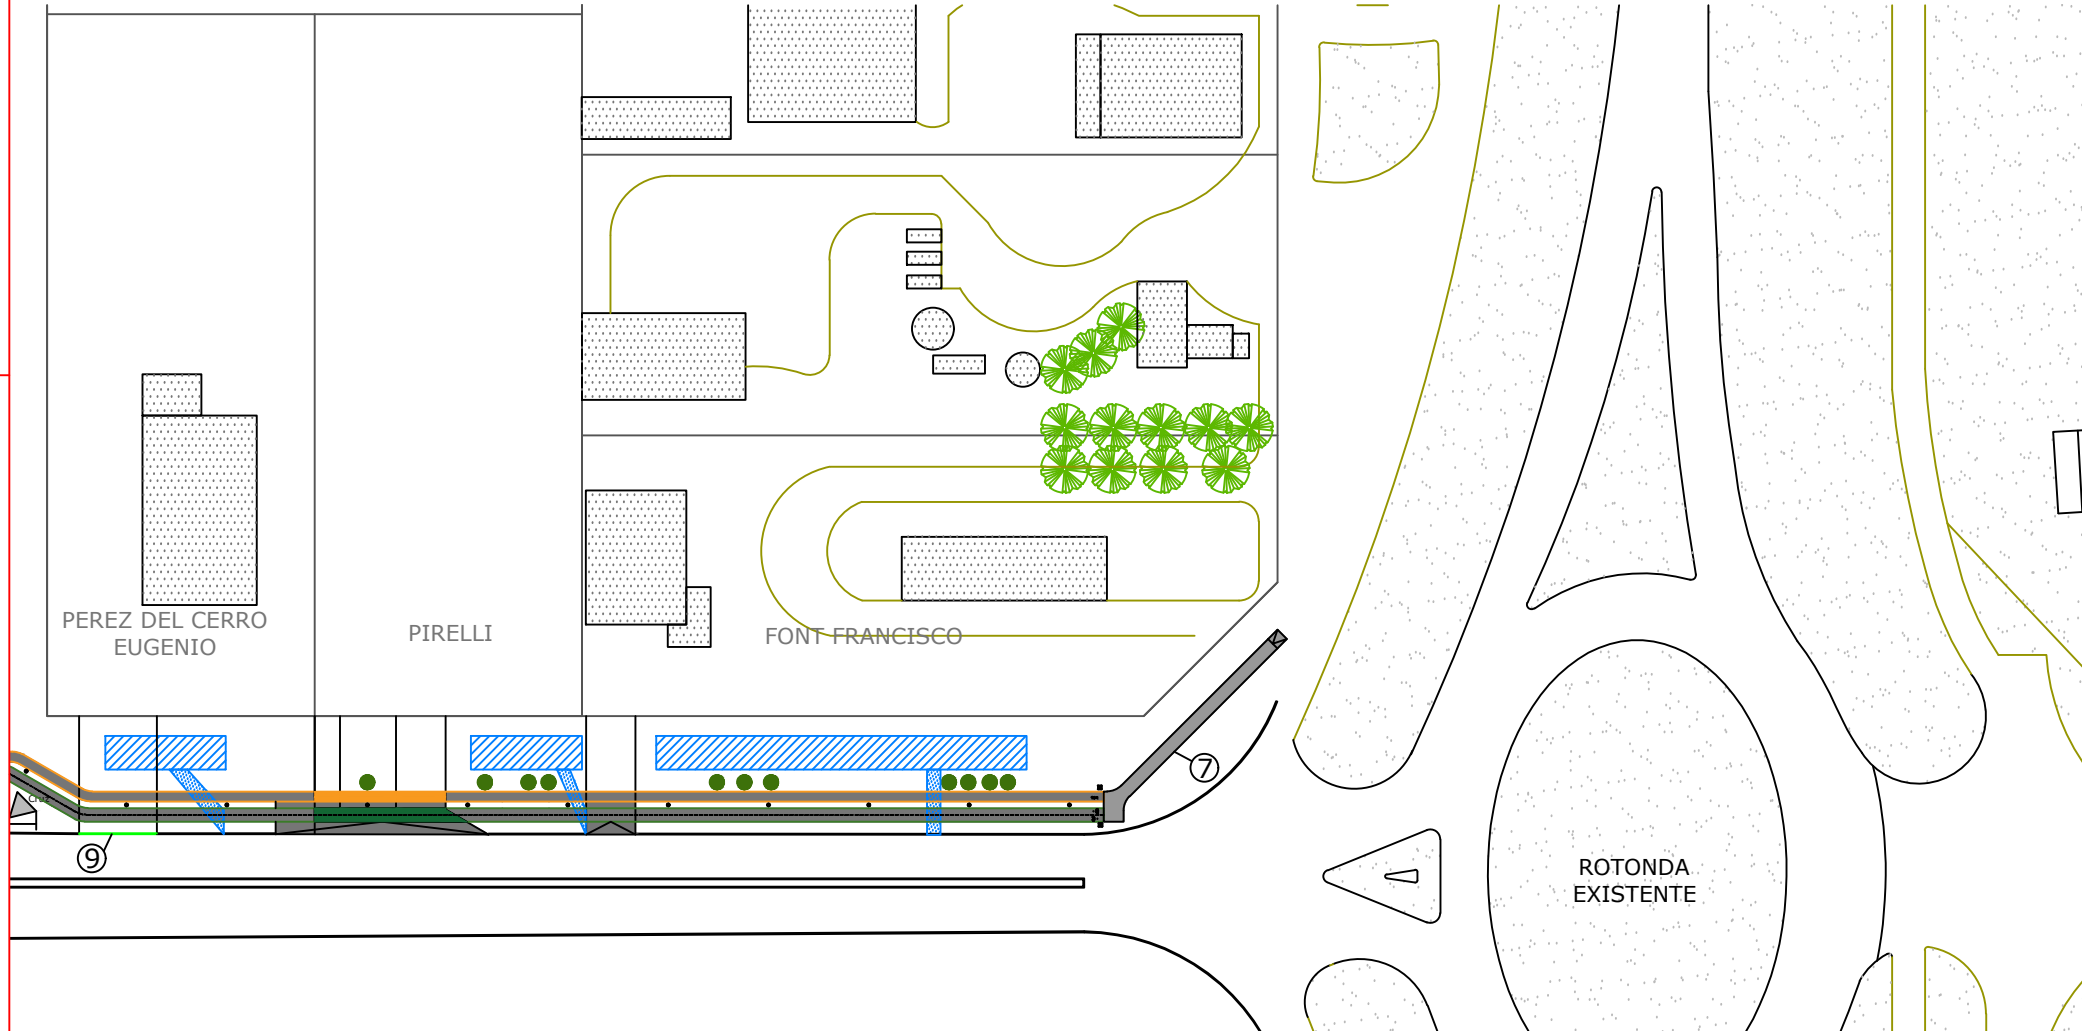 PEREZ DEL CERRO
EUGENIO
PIRELLI
FONT FRANCISCO
7
9
ROTONDA
EXISTENTE